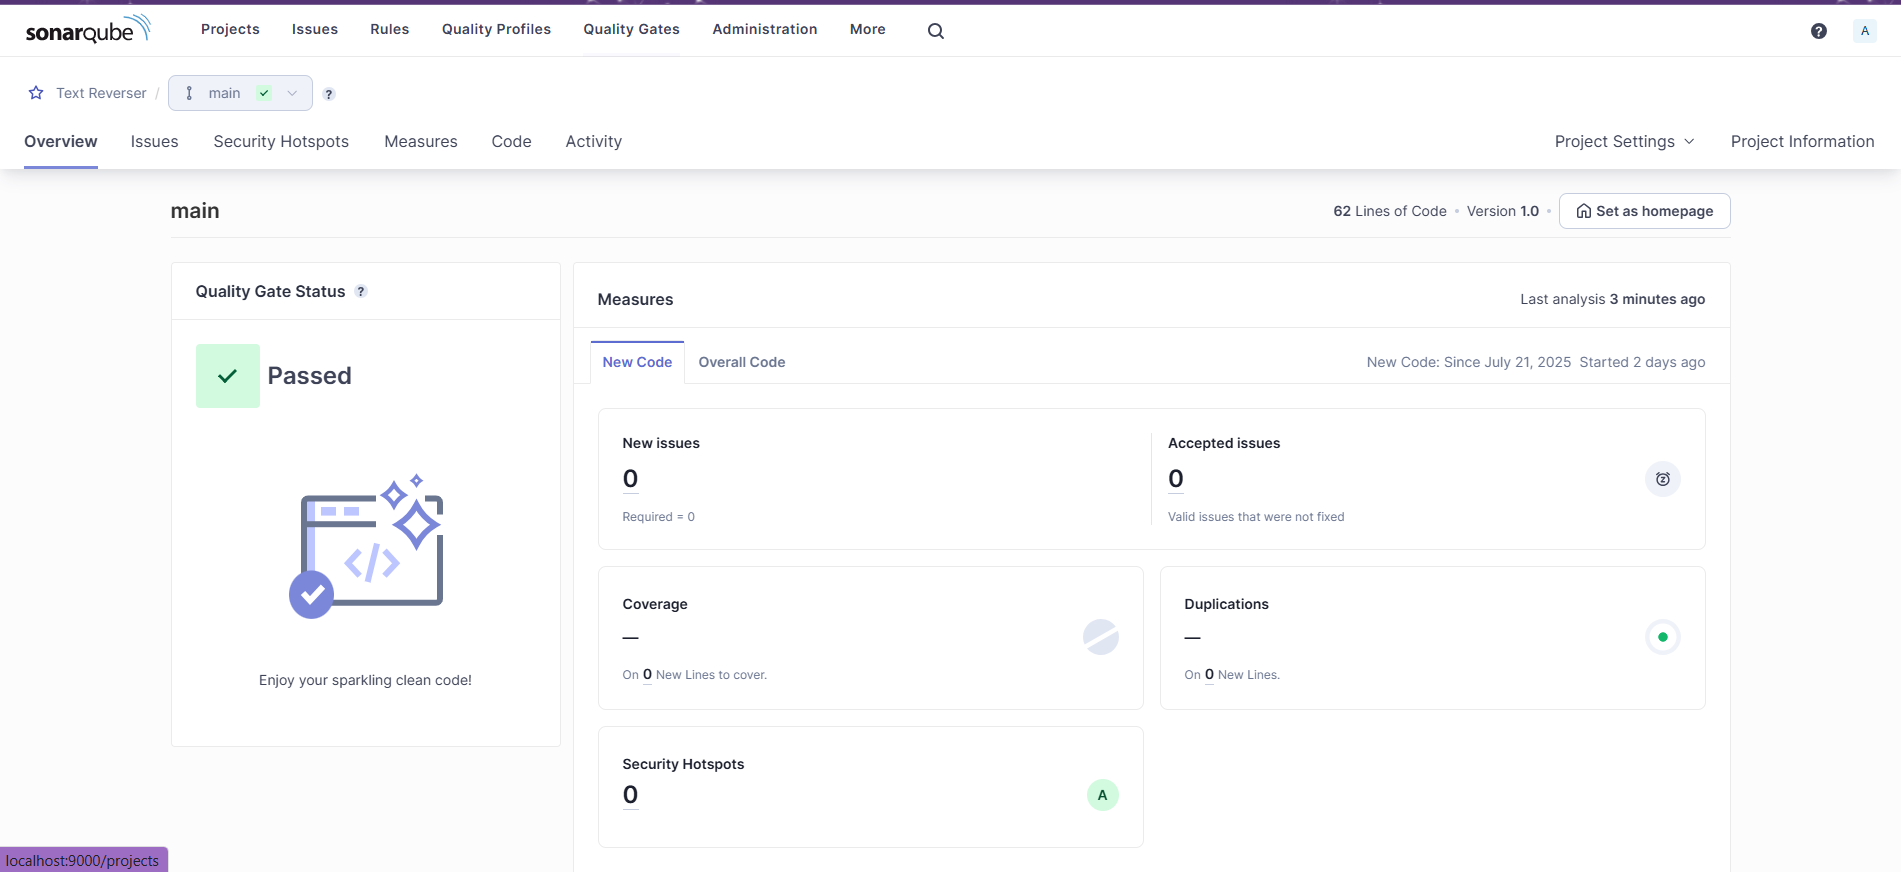 sonarqube Projects Issues Rules Quality Profiles Quality Gates Administration More ? A
Text Reverser / main ?
Overview Issues Security Hotspots Measures Code Activity Project Settings Project Information
main 62 Lines of Code • Version 1.0 • Set as homepage
Quality Gate Status ?
Passed
Enjoy your sparkling clean code!
Measures Last analysis 3 minutes ago
New Code Overall Code New Code: Since July 21, 2025 Started 2 days ago
New issues
0
Required = 0
Accepted issues
0
Valid issues that were not fixed
Coverage
—
On 0 New Lines to cover.
Duplications
—
On 0 New Lines.
Security Hotspots
0 A
localhost:9000/projects